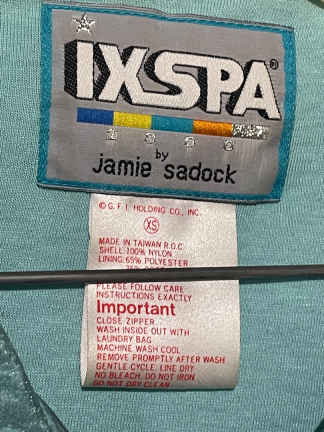 IXSPA®
by
jamie sadock
© G.F.I. HOLDING CO., INC.
XS
MADE IN TAIWAN R.O.C
SHELL: 100% NYLON
LINING: 65% POLYESTER
PLEASE FOLLOW CARE
INSTRUCTIONS EXACTLY
Important
CLOSE ZIPPER
WASH INSIDE OUT WITH
LAUNDRY BAG
MACHINE WASH COOL
REMOVE PROMPTLY AFTER WASH
GENTLE CYCLE, LINE DRY
NO BLEACH, DO NOT IRON
DO NOT DRY CLEAN